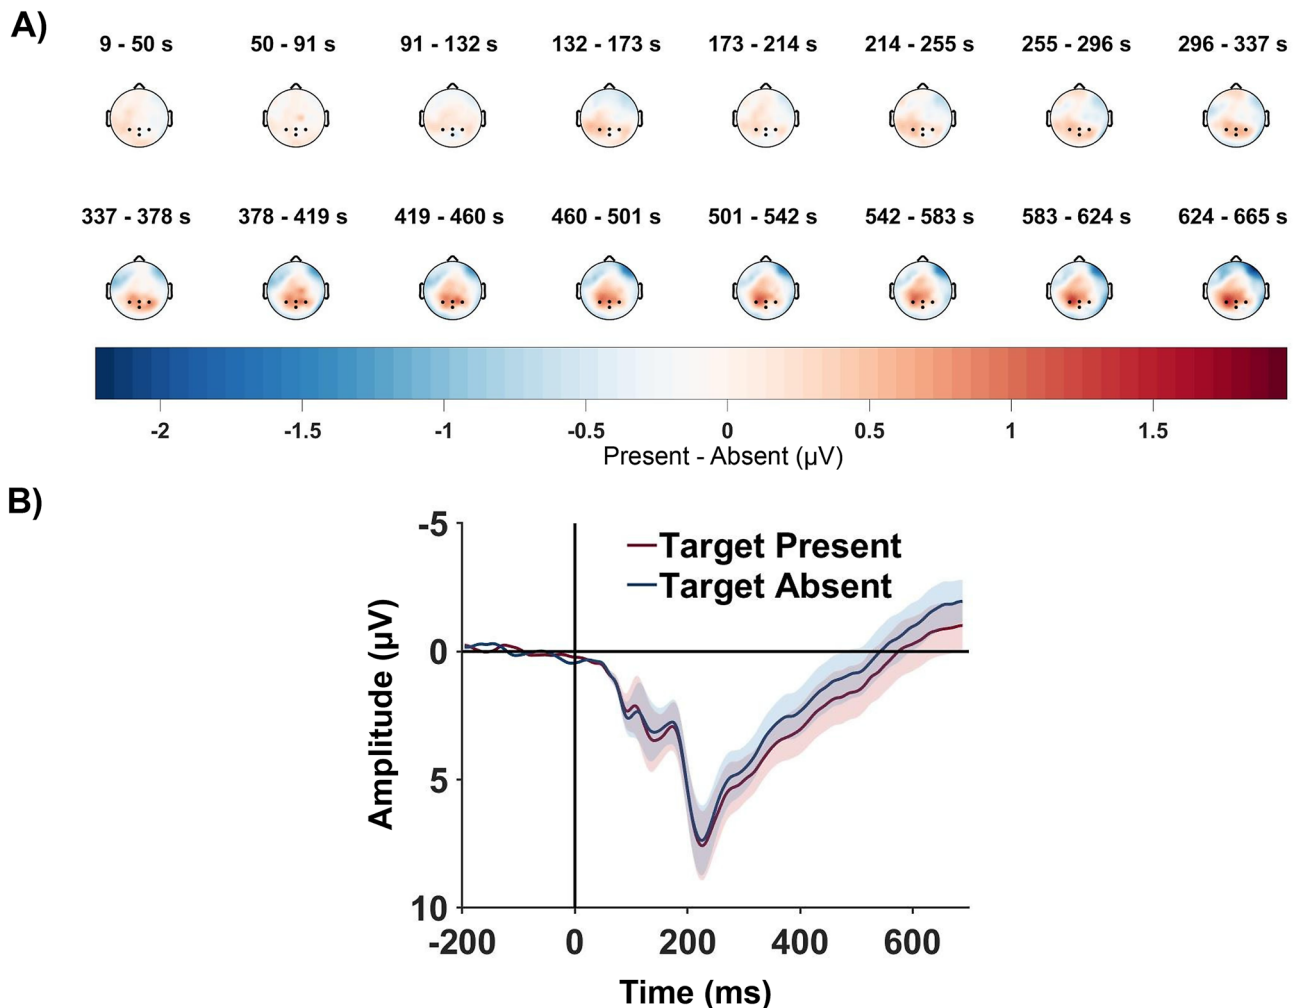 A)
9 - 50 s 50 - 91 s 91 - 132 s 132 - 173 s 173 - 214 s 214 - 255 s 255 - 296 s 296 - 337 s
337 - 378 s 378 - 419 s 419 - 460 s 460 - 501 s 501 - 542 s 542 - 583 s 583 - 624 s 624 - 665 s
-2 -1.5 -1 -0.5 0 0.5 1 1.5
Present - Absent (µV)
B)
-5
Target Present
Target Absent
0
5
10
Amplitude (µV)
-200 0 200 400 600
Time (ms)